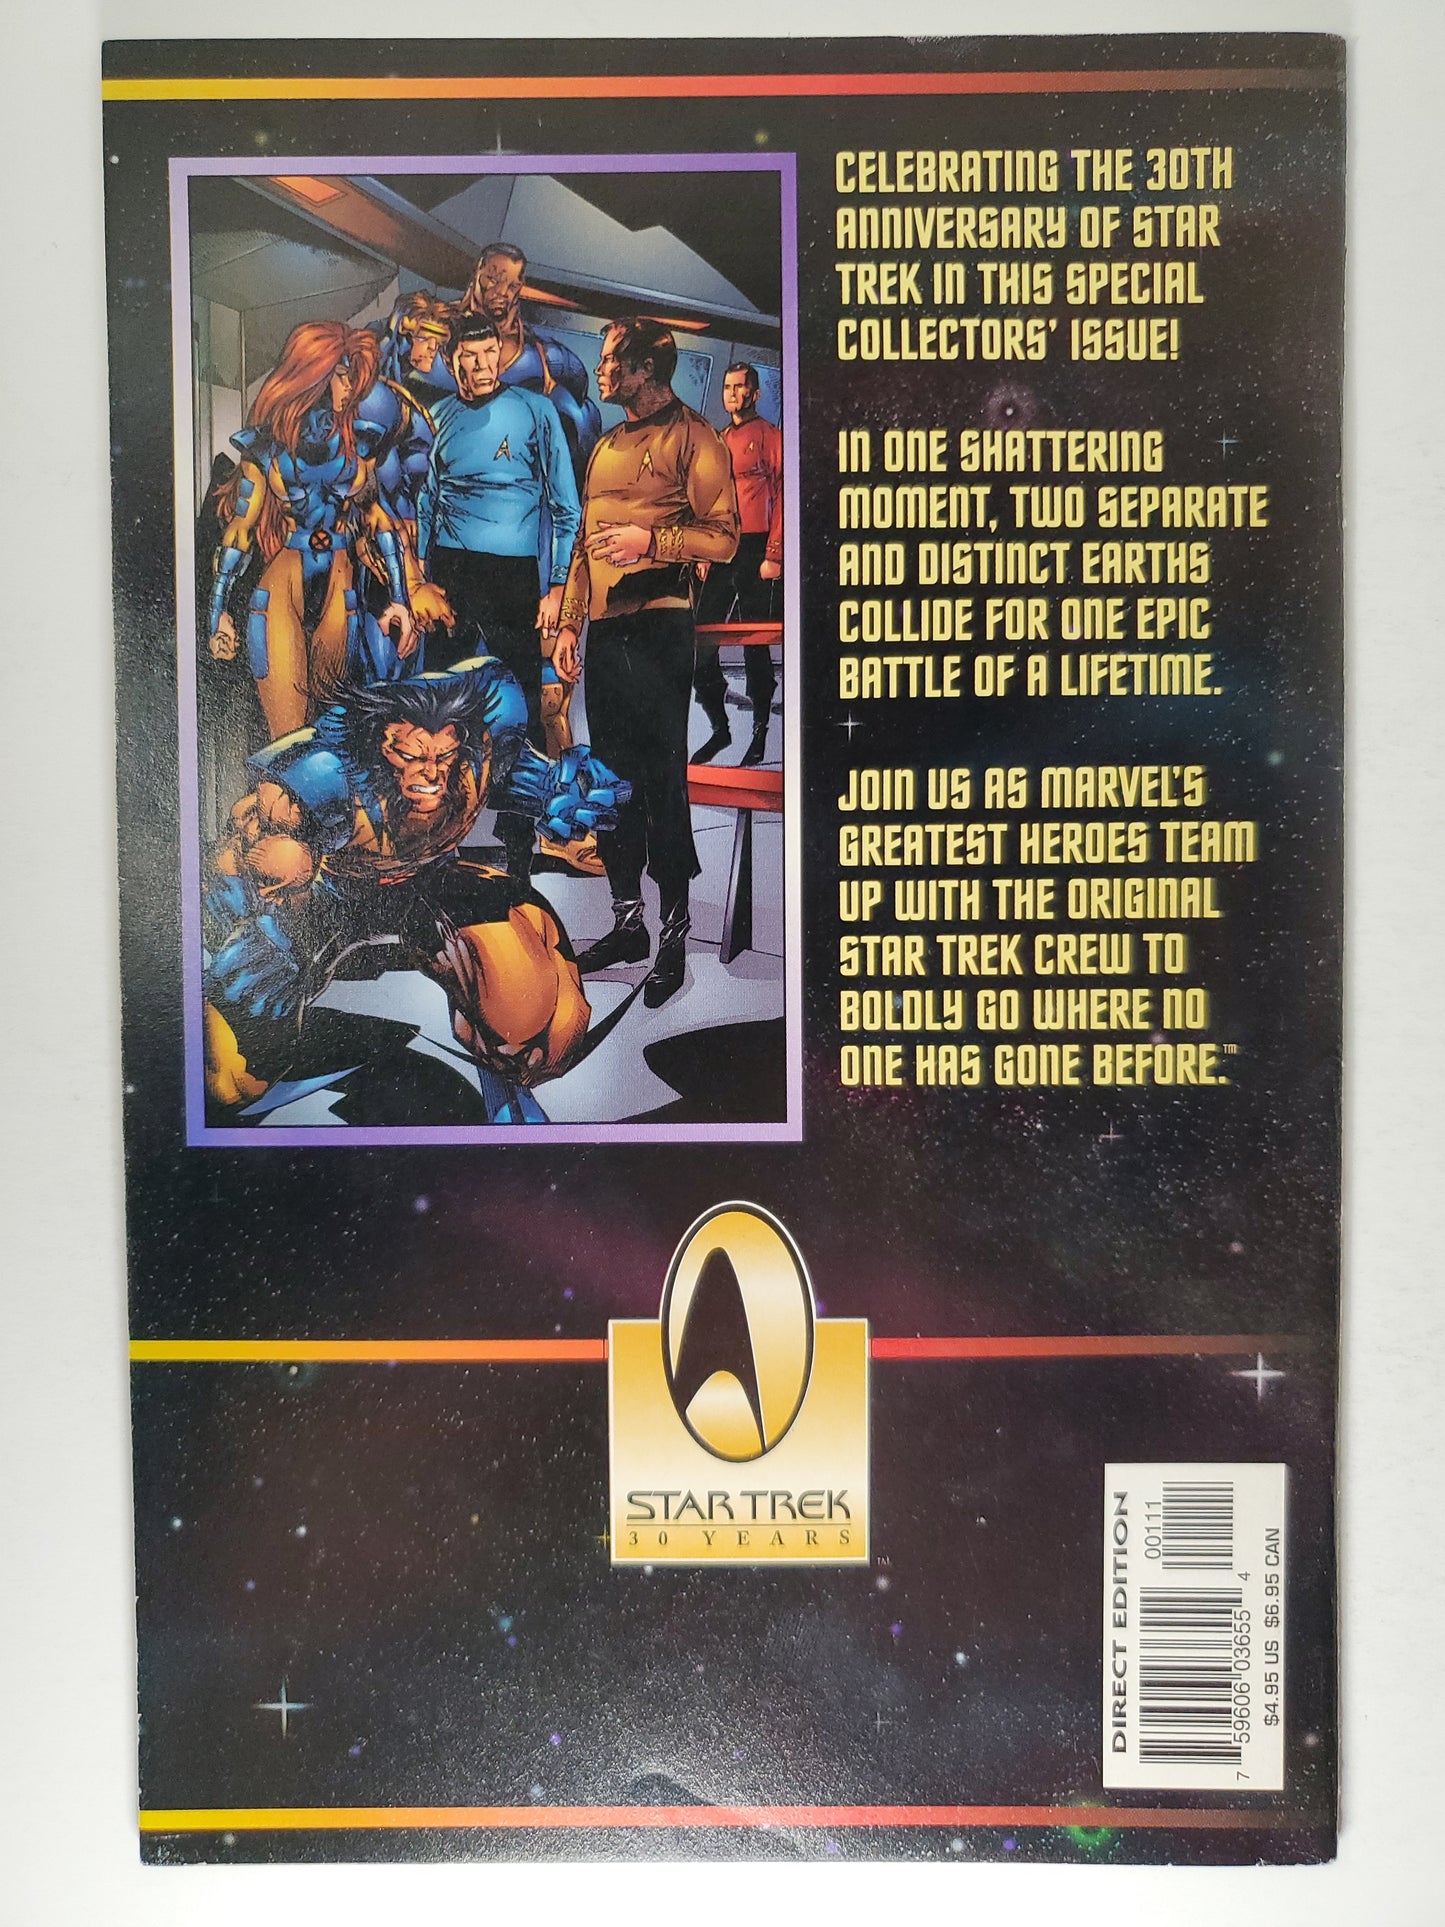 CELEBRATING THE 30TH
ANNIVERSARY OF STAR
TREK IN THIS SPECIAL
COLLECTORS' ISSUE!
IN ONE SHATTERING
MOMENT, TWO SEPARATE
AND DISTINCT EARTHS
COLLIDE FOR ONE EPIC
BATTLE OF A LIFETIME.
JOIN US AS MARVEL'S
GREATEST HEROES TEAM
UP WITH THE ORIGINAL
STAR TREK CREW TO
BOLDLY GO WHERE NO
ONE HAS GONE BEFORE.™
STAR TREK
30 YEARS
™
DIRECT EDITION
00111
7 59606 03655 4
$4.95 US $6.95 CAN